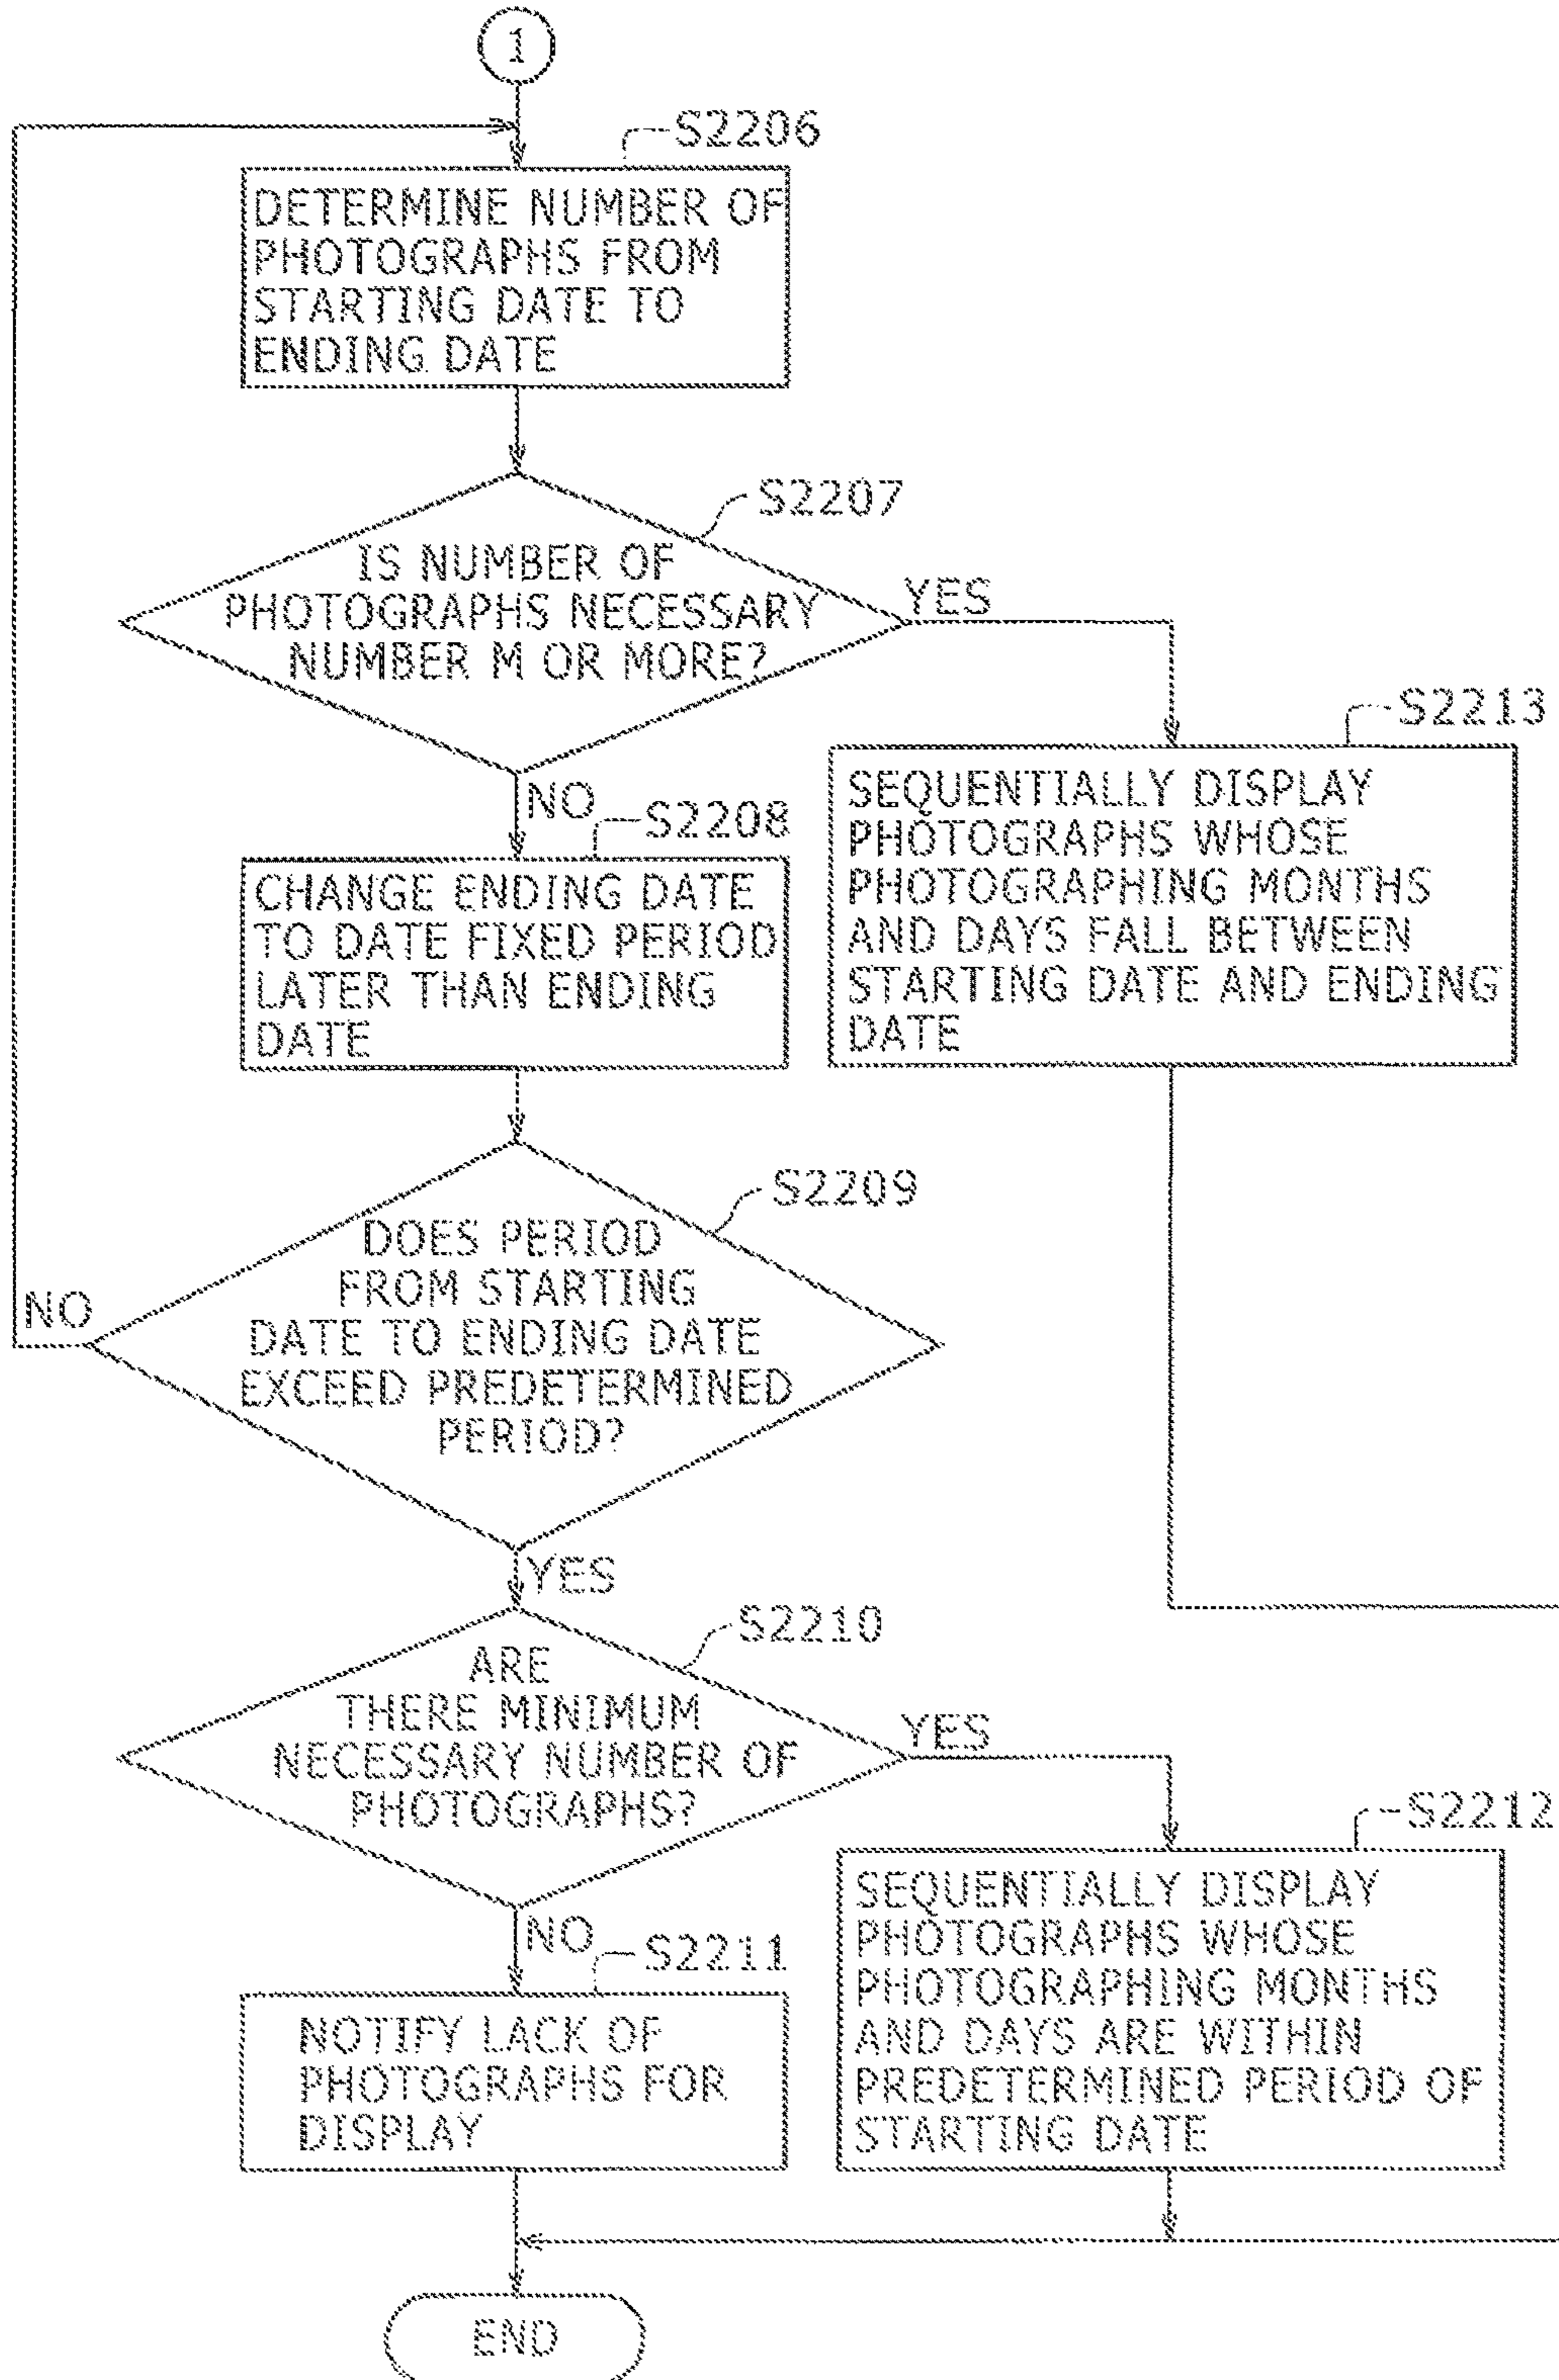 1
S2206
DETERMINE NUMBER OF
PHOTOGRAPHS FROM
STARTING DATE TO
ENDING DATE
S2207
IS NUMBER OF
PHOTOGRAPHS NECESSARY
NUMBER M OR MORE?
YES
NO
S2213
SEQUENTIALLY DISPLAY
PHOTOGRAPHS WHOSE
PHOTOGRAPHING MONTHS
AND DAYS FALL BETWEEN
STARTING DATE AND ENDING
DATE
S2208
CHANGE ENDING DATE
TO DATE FIXED PERIOD
LATER THAN ENDING
DATE
S2209
DOES PERIOD
FROM STARTING
DATE TO ENDING DATE
EXCEED PREDETERMINED
PERIOD?
NO
YES
S2210
ARE
THERE MINIMUM
NECESSARY NUMBER OF
PHOTOGRAPHS?
YES
NO
S2212
SEQUENTIALLY DISPLAY
PHOTOGRAPHS WHOSE
PHOTOGRAPHING MONTHS
AND DAYS ARE WITHIN
PREDETERMINED PERIOD OF
STARTING DATE
S2211
NOTIFY LACK OF
PHOTOGRAPHS FOR
DISPLAY
END